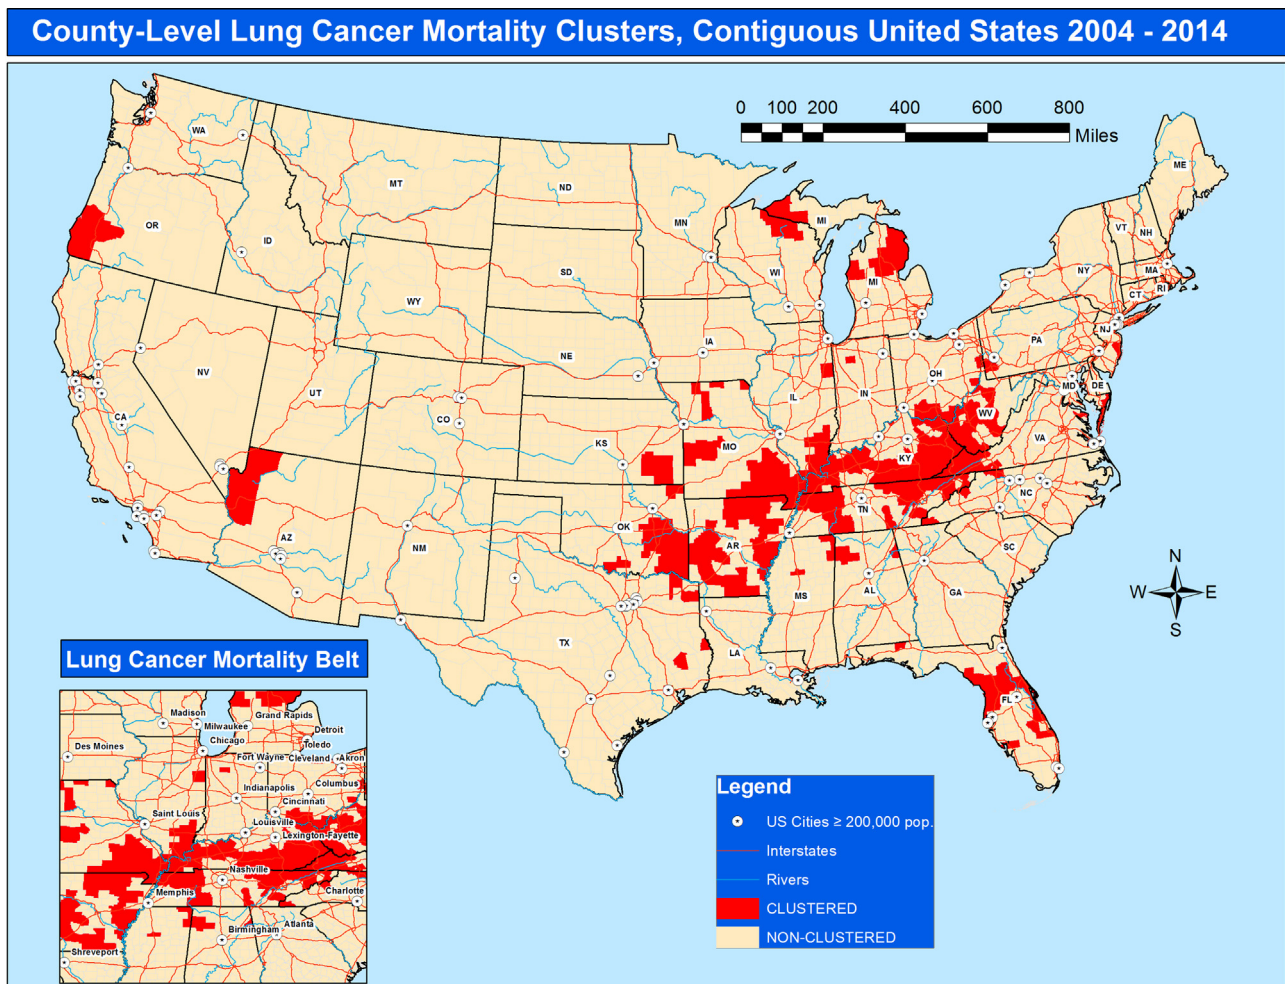 County-Level Lung Cancer Mortality Clusters, Contiguous United States 2004 - 2014
0 100 200 400 600 800
Miles
WA
MT
ND
MN
ME
OR
ID
MI
VT
NH
SD
WI
MI
NY
MA
WY
CT
RI
IA
NE
PA
NJ
NV
UT
OH
IL
IN
MD
DE
CA
CO
WV
KS
MO
KY
VA
AZ
NM
OK
TN
NC
AR
SC
MS
AL
GA
TX
LA
FL
N
W E
S
Lung Cancer Mortality Belt
Madison
Grand Rapids
Milwaukee
Detroit
Chicago
Toledo
Des Moines
Fort Wayne
Cleveland
Akron
Indianapolis
Columbus
Cincinnati
Saint Louis
Louisville
Lexington-Fayette
Nashville
Memphis
Charlotte
Birmingham
Atlanta
Shreveport
Legend
US Cities ≥ 200,000 pop.
Interstates
Rivers
CLUSTERED
NON-CLUSTERED